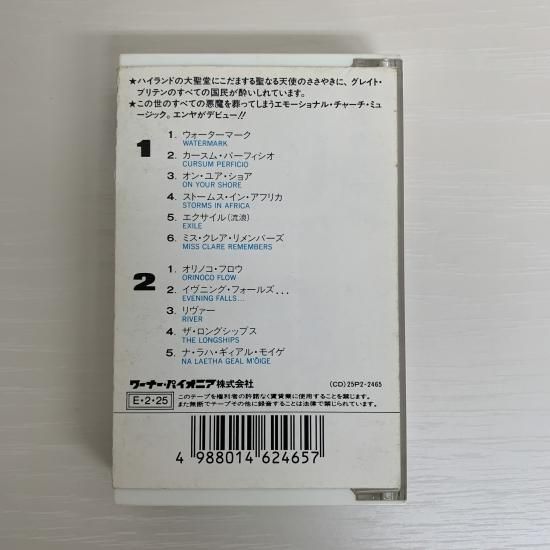 ★ハイランドの大聖堂にこだまする聖なる天使のささやきに、グレイト・
ブリテンのすべての国民が酔いしれています。
★この世のすべての悪魔を葬ってしまうエモーショナル・チャーチ・ミュ
ージック。エンヤがデビュー!!
1
1. ウォーターマーク
WATERMARK
2. カースム・パーフィシオ
CURSUM PERFICIO
3. オン・ユア・ショア
ON YOUR SHORE
4. ストームス・イン・アフリカ
STORMS IN AFRICA
5. エクサイル(流浪)
EXILE
6. ミス・クレア・リメンバーズ
MISS CLARE REMEMBERS
2
1. オリノコ・フロウ
ORINOCO FLOW
2. イヴニング・フォールズ...
EVENING FALLS...
3. リヴァー
RIVER
4. ザ・ロングシップス
THE LONGSHIPS
5. ナ・ラハ・ギィアル・モイゲ
NA LAETHA GEAL M'ÓIGE
ワーナー・パイオニア株式会社
(CD)25P2-2465
E・2・25
このテープを権利者の許諾なく賃貸業に使用することを禁じます。
また無断でテープその他に録音することは法律で禁じられています。
4 988014 624657